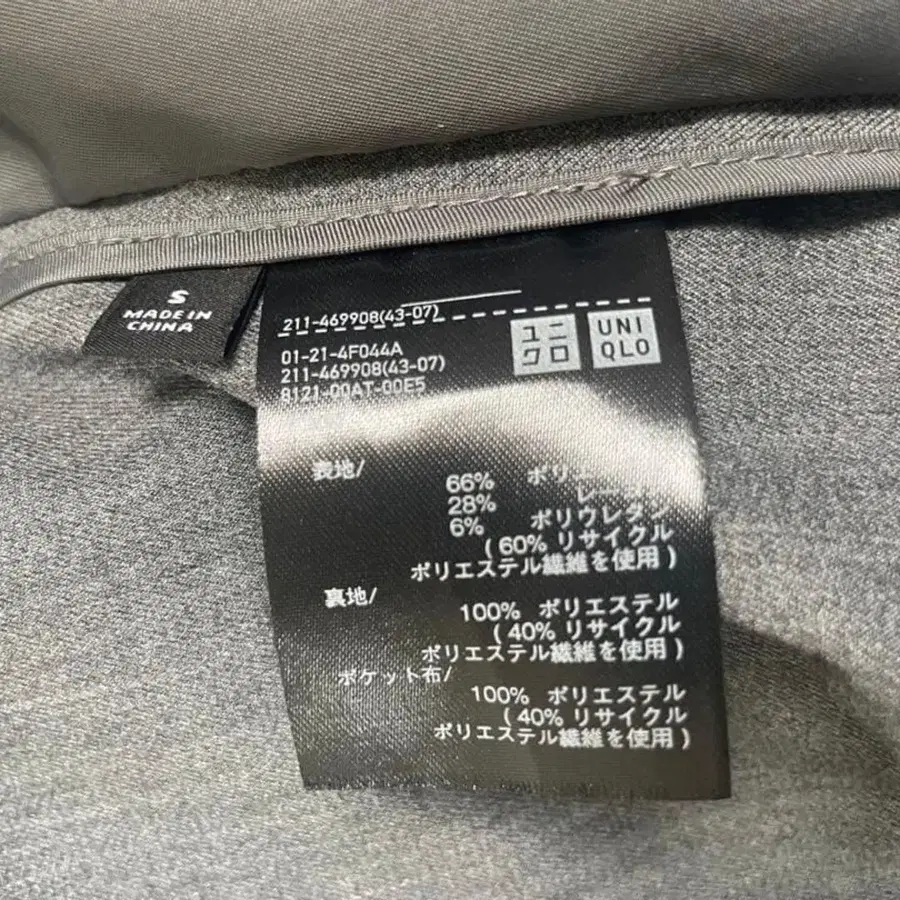 S
MADE IN
CHINA
211-469908(43-07)
01-21-4F044A
211-469908(43-07)
8121-00AT-00E5
ユニ
クロ
UNI
QLO
表地/
66%
28%
6% ポリウレタン
(60% リサイクル
ポリエステル繊維を使用)
裏地/
100% ポリエステル
(40% リサイクル
ポリエステル繊維を使用)
ポケット布/
100% ポリエステル
(40% リサイクル
ポリエステル繊維を使用)